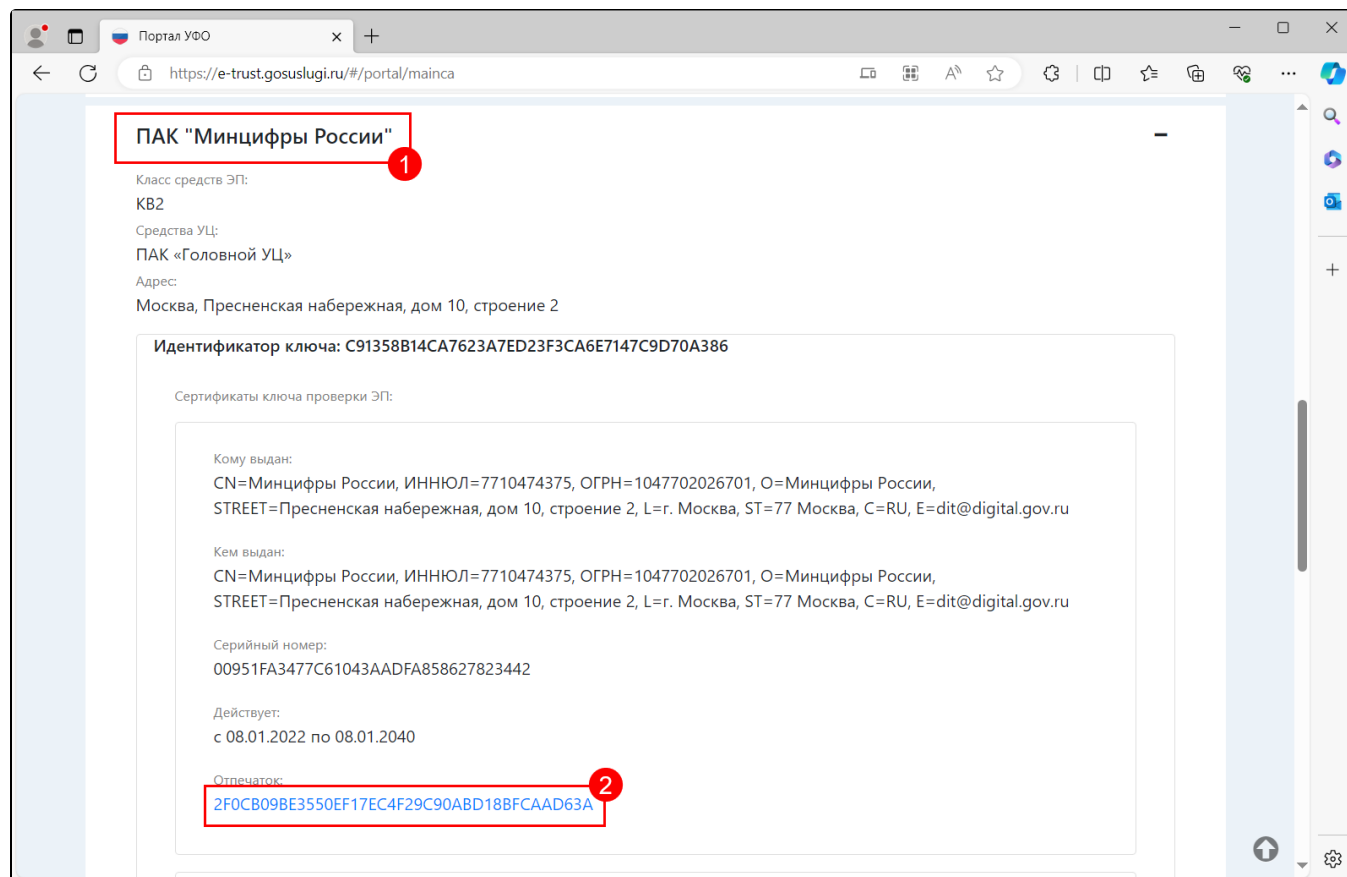 Портал УФО
https://e-trust.gosuslugi.ru/#/portal/mainca
ПАК "Минцифры России"
1
Класс средств ЭП:
КВ2
Средства УЦ:
ПАК «Головной УЦ»
Адрес:
Москва, Пресненская набережная, дом 10, строение 2
Идентификатор ключа: C91358B14CA7623A7ED23F3CA6E7147C9D70A386
Сертификаты ключа проверки ЭП:
Кому выдан:
CN=Минцифры России, ИННЮЛ=7710474375, ОГРН=1047702026701, O=Минцифры России,
STREET=Пресненская набережная, дом 10, строение 2, L=г. Москва, ST=77 Москва, C=RU, E=dit@digital.gov.ru
Кем выдан:
CN=Минцифры России, ИННЮЛ=7710474375, ОГРН=1047702026701, O=Минцифры России,
STREET=Пресненская набережная, дом 10, строение 2, L=г. Москва, ST=77 Москва, C=RU, E=dit@digital.gov.ru
Серийный номер:
00951FA3477C61043AADFA858627823442
Действует:
с 08.01.2022 по 08.01.2040
Отпечаток:
2
2F0CB09BE3550EF17EC4F29C90ABD18BFCAAD63A